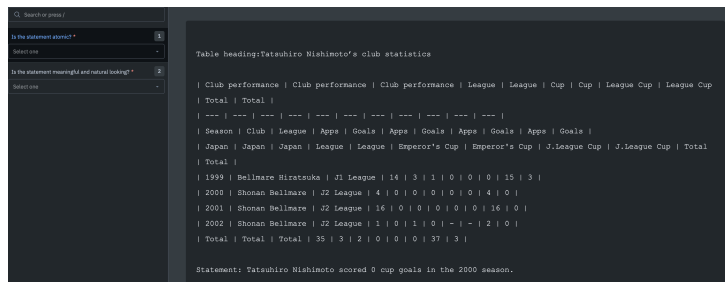 Search or press /
Is the statement atomic? *
1
Select one
Is the statement meaningful and natural looking? *
2
Select one
Table heading:Tatsuhiro Nishimoto's club statistics
| Club performance | Club performance | Club performance | League | League | Cup | Cup | League Cup | League Cup
| Total | Total |
| --- | --- | --- | --- | --- | --- | --- | --- | --- | --- | --- |
| Season | Club | League | Apps | Goals | Apps | Goals | Apps | Goals | Apps | Goals |
| Japan | Japan | Japan | League | League | Emperor's Cup | Emperor's Cup | J.League Cup | J.League Cup | Total
| Total |
| 1999 | Bellmare Hiratsuka | J1 League | 14 | 3 | 1 | 0 | 0 | 0 | 15 | 3 |
| 2000 | Shonan Bellmare | J2 League | 4 | 0 | 0 | 0 | 0 | 0 | 4 | 0 |
| 2001 | Shonan Bellmare | J2 League | 16 | 0 | 0 | 0 | 0 | 0 | 16 | 0 |
| 2002 | Shonan Bellmare | J2 League | 1 | 0 | 1 | 0 | - | - | 2 | 0 |
| Total | Total | Total | 35 | 3 | 2 | 0 | 0 | 0 | 37 | 3 |
Statement: Tatsuhiro Nishimoto scored 0 cup goals in the 2000 season.